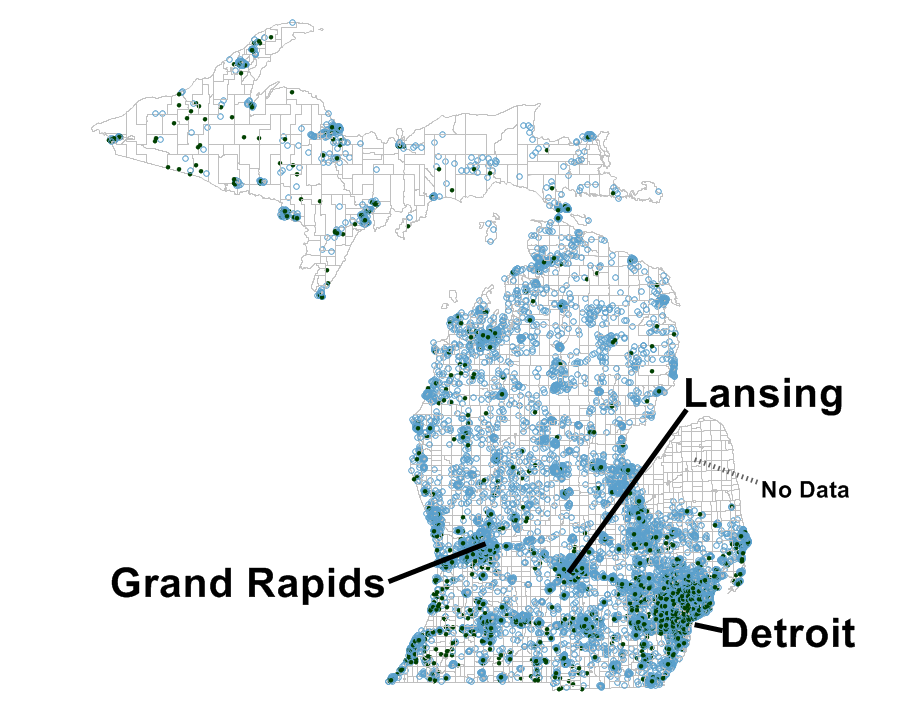 Lansing
No Data
Grand Rapids
Detroit